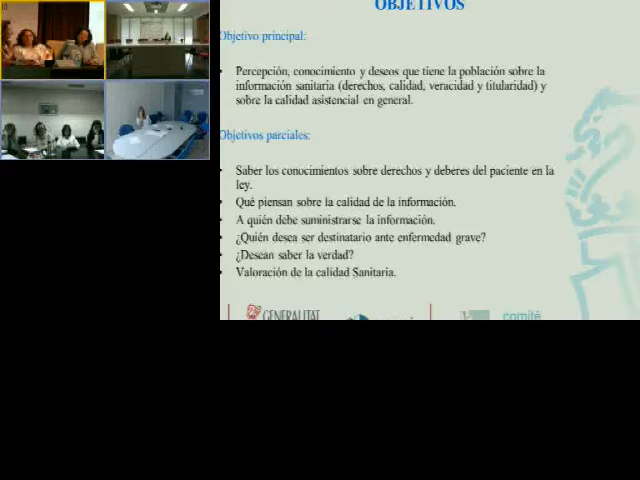 OBJETIVOS
Objetivo principal:
• Percepción, conocimiento y deseos que tiene la población sobre la
información sanitaria (derechos, calidad, veracidad y titularidad) y
sobre la calidad asistencial en general.
Objetivos parciales:
• Saber los conocimientos sobre derechos y deberes del paciente en la
ley.
• Qué piensan sobre la calidad de la información.
• A quién debe suministrarse la información.
• ¿Quién desea ser destinatario ante enfermedad grave?
• ¿Desean saber la verdad?
• Valoración de la calidad Sanitaria.
GENERALITAT
comité